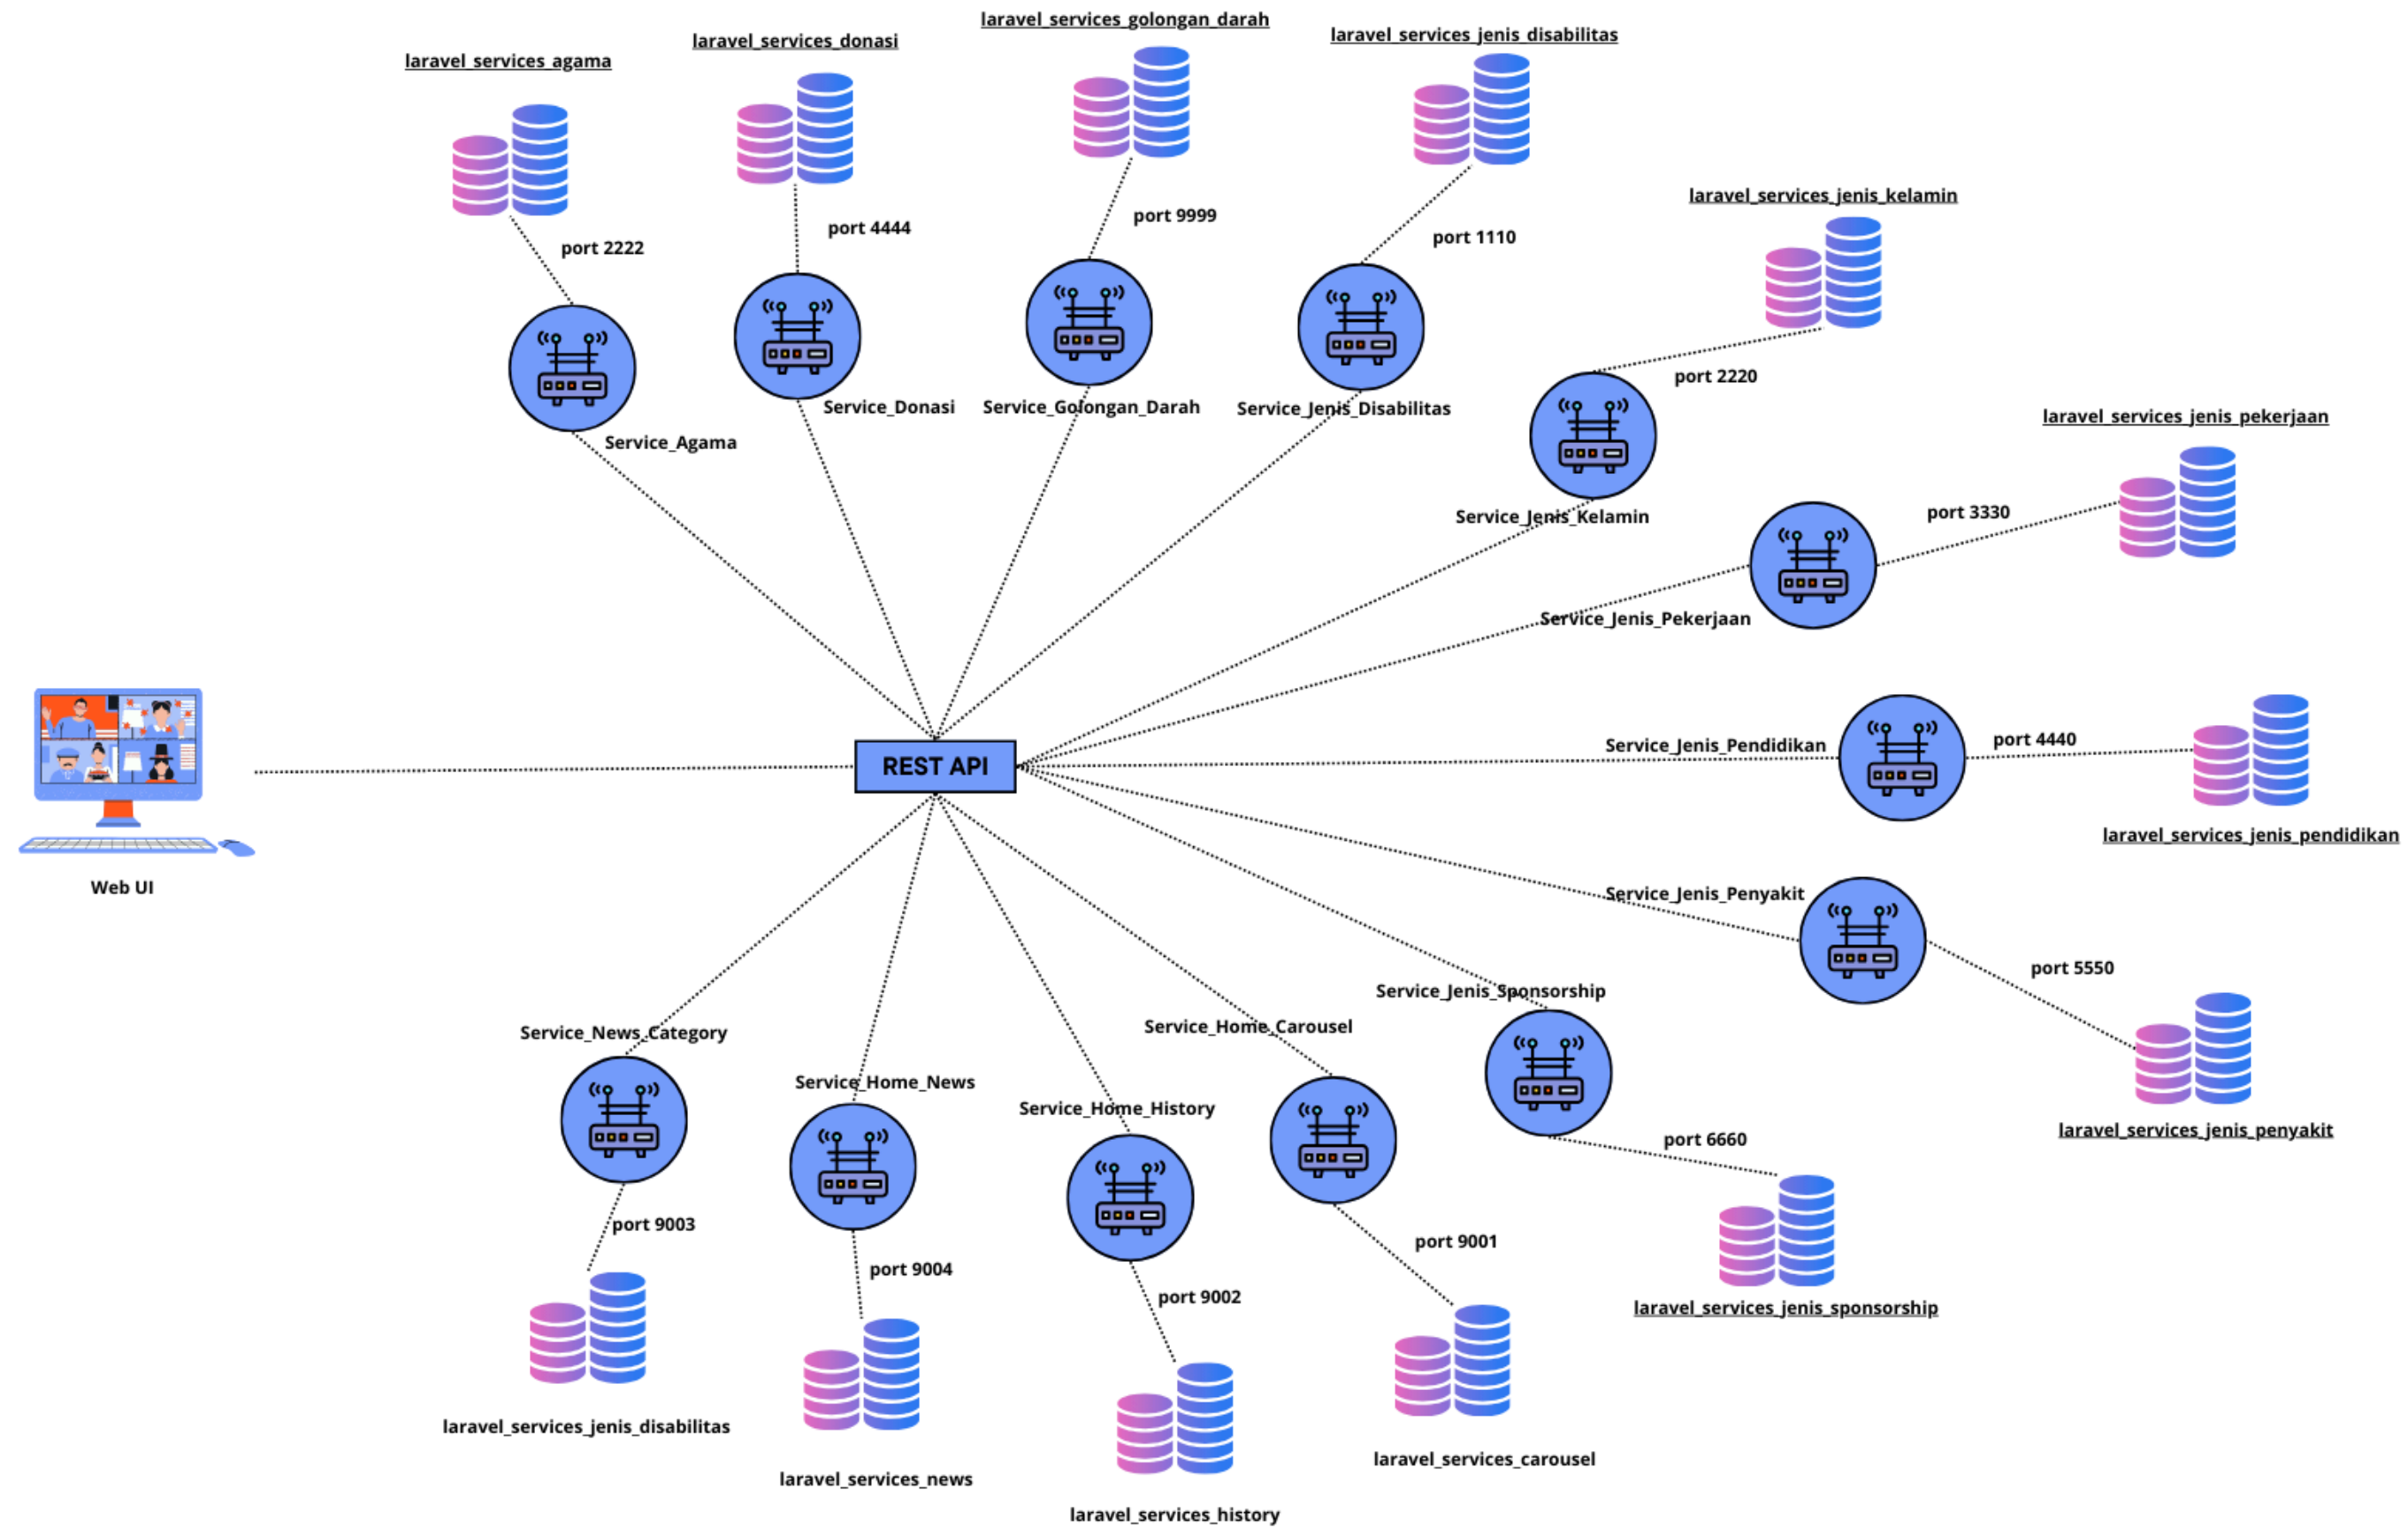 laravel_services_golongan_darah
laravel_services_jenis_disabilitas
laravel_services_donasi
laravel_services_agama
laravel_services_jenis_kelamin
port 9999
port 4444
port 1110
port 2222
port 2220
Service_Donasi
Service_Golongan_Darah
Service_Jenis_Disabilitas
laravel_services_jenis_pekerjaan
Service_Agama
port 3330
Service_Jenis_Kelamin
Service_Jenis_Pekerjaan
port 4440
Service_Jenis_Pendidikan
REST API
laravel_services_jenis_pendidikan
Web UI
Service_Jenis_Penyakit
port 5550
Service_Jenis_Sponsorship
Service_Home_Carousel
Service_News_Category
Service_Home_News
Service_Home_History
laravel_services_jenis_penyakit
port 6660
port 9003
port 9001
port 9004
port 9002
laravel_services_jenis_sponsorship
laravel_services_jenis_disabilitas
laravel_services_carousel
laravel_services_news
laravel_services_history